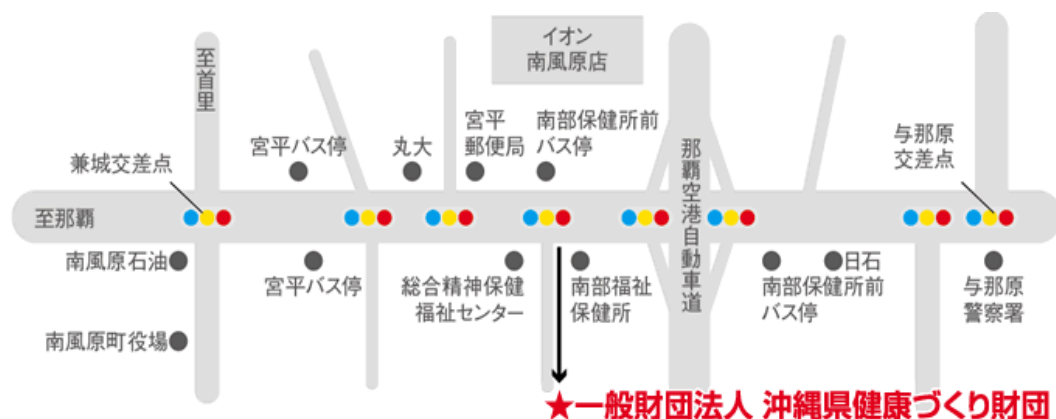 イオン
南風原店
至首里
宮平バス停
丸大
宮平
郵便局
南部保健所前
バス停
那覇空港自動車道
与那原
交差点
兼城交差点
至那覇
南風原石油
宮平バス停
総合精神保健
福祉センター
南部福祉
保健所
南部保健所前
バス停
日石
与那原
警察署
南風原町役場
★一般財団法人 沖縄県健康づくり財団